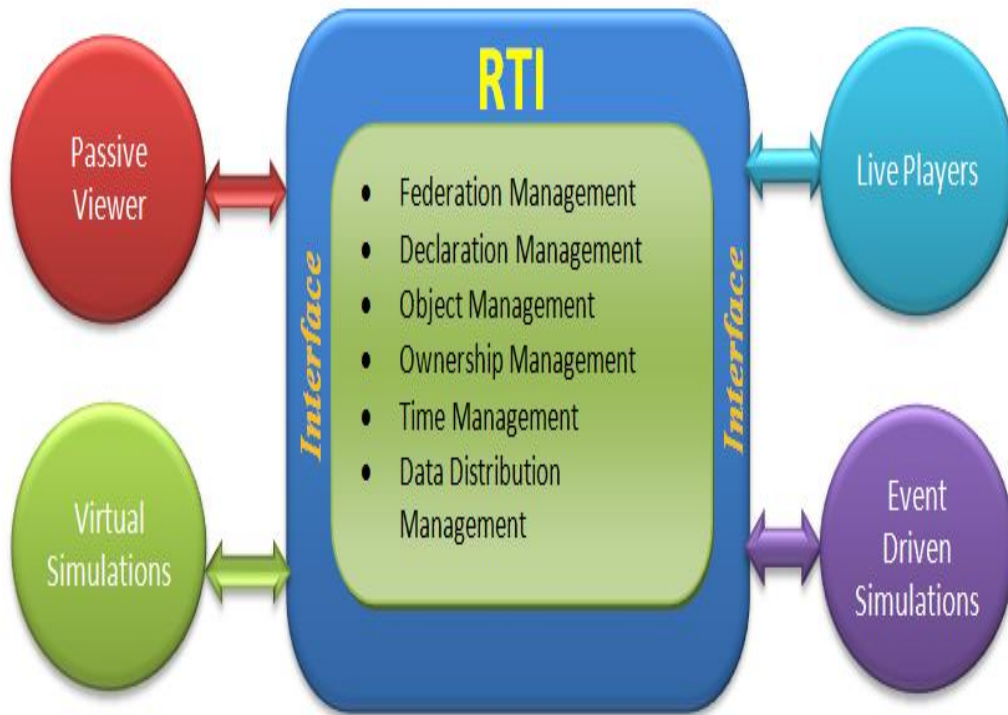 RTI
Passive
Viewer
Live Players
• Federation Management
• Declaration Management
• Object Management
• Ownership Management
• Time Management
• Data Distribution
Management
Interface
Interface
Virtual
Simulations
Event
Driven
Simulations